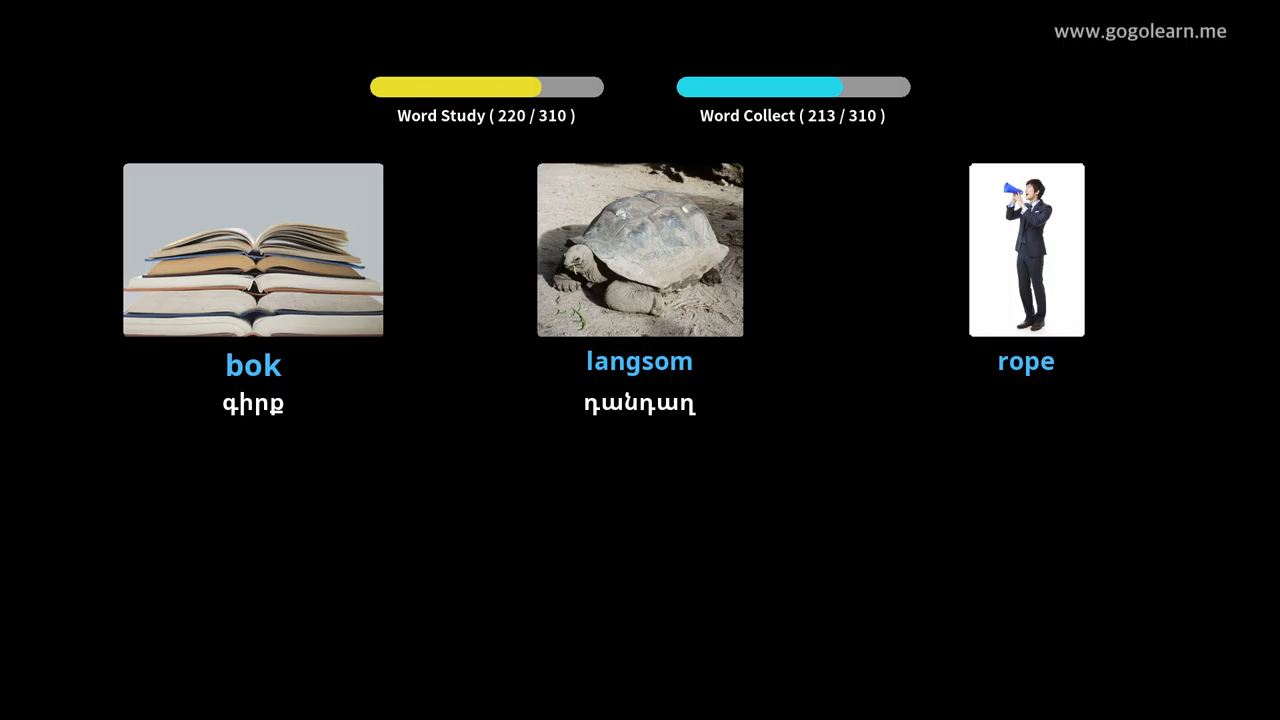 www.gogolearn.me
Word Study ( 220 / 310 )
Word Collect ( 213 / 310 )
bok
langsom
rope
գիրք
դանդաղ